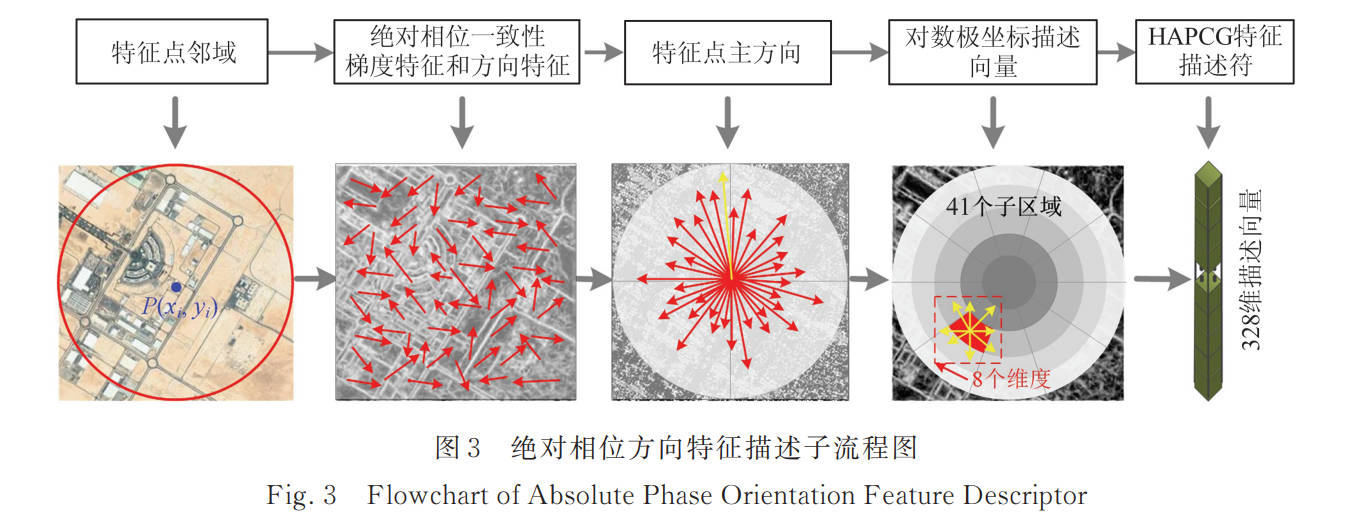 特征点邻域
绝对相位一致性
梯度特征和方向特征
特征点主方向
对数极坐标描述
向量
HAPCG特征
描述符
P(xi, yi)
41个子区域
8个维度
328维描述向量
图3 绝对相位方向特征描述子流程图
Fig. 3 Flowchart of Absolute Phase Orientation Feature Descriptor